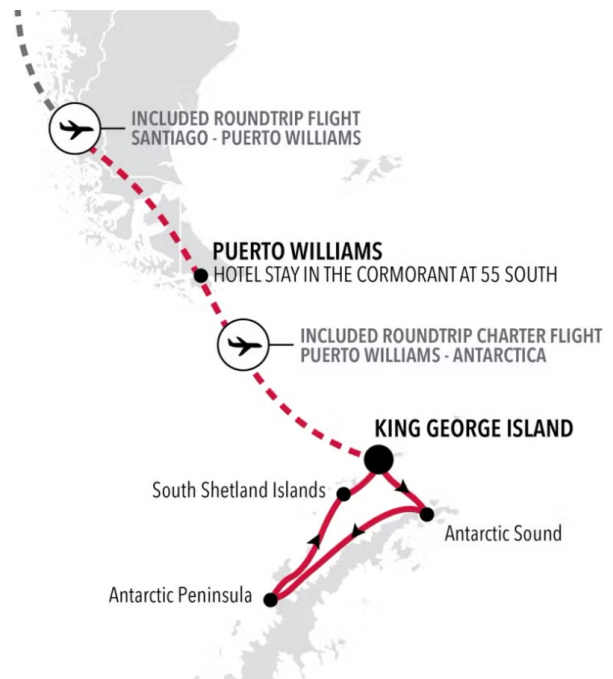 INCLUDED ROUNDTRIP FLIGHT
SANTIAGO - PUERTO WILLIAMS
PUERTO WILLIAMS
HOTEL STAY IN THE CORMORANT AT 55 SOUTH
INCLUDED ROUNDTRIP CHARTER FLIGHT
PUERTO WILLIAMS - ANTARCTICA
KING GEORGE ISLAND
South Shetland Islands
Antarctic Sound
Antarctic Peninsula